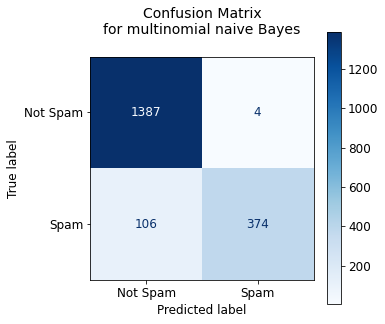 Confusion Matrix
for multinomial naive Bayes
True label
Not Spam
Spam
1387
4
106
374
Not Spam
Spam
Predicted label
1200
1000
800
600
400
200